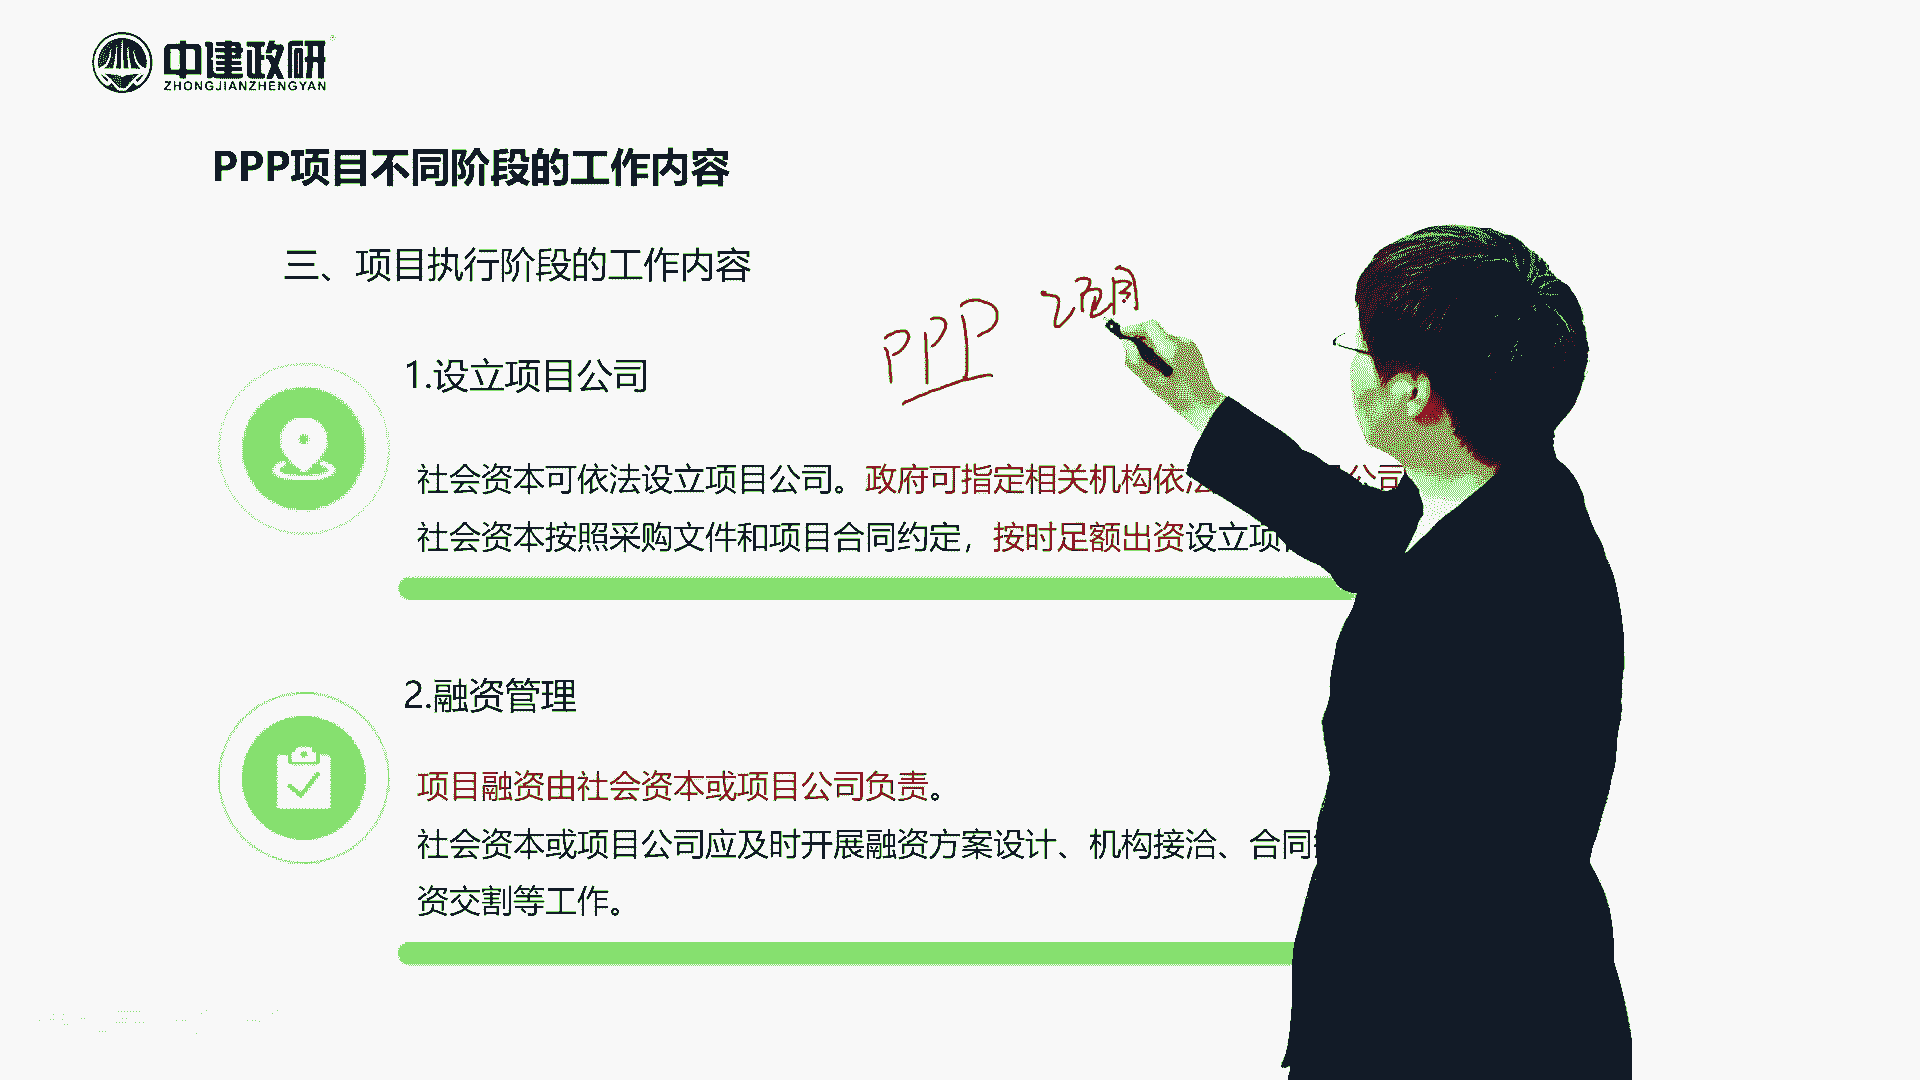 中建政研
ZHONGJIANZHENGYAN
PPP项目不同阶段的工作内容
三、项目执行阶段的工作内容
PPP
1.设立项目公司
社会资本可依法设立项目公司。政府可指定相关机构依法 公司
社会资本按照采购文件和项目合同约定，按时足额出资设立项
2.融资管理
项目融资由社会资本或项目公司负责。
社会资本或项目公司应及时开展融资方案设计、机构接洽、合同
资交割等工作。